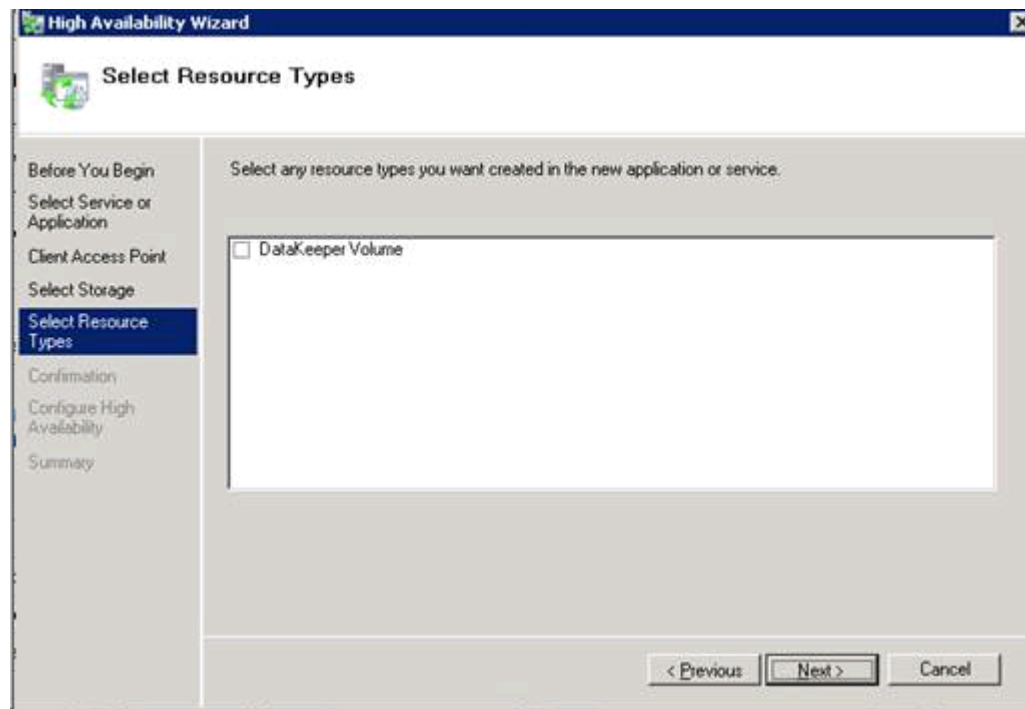 High Availability Wizard
Select Resource Types
Before You Begin
Select Service or
Application
Client Access Point
Select Storage
Select Resource
Types
Confirmation
Configure High
Availability
Summary
Select any resource types you want created in the new application or service.
DataKeeper Volume
< Previous
Next >
Cancel